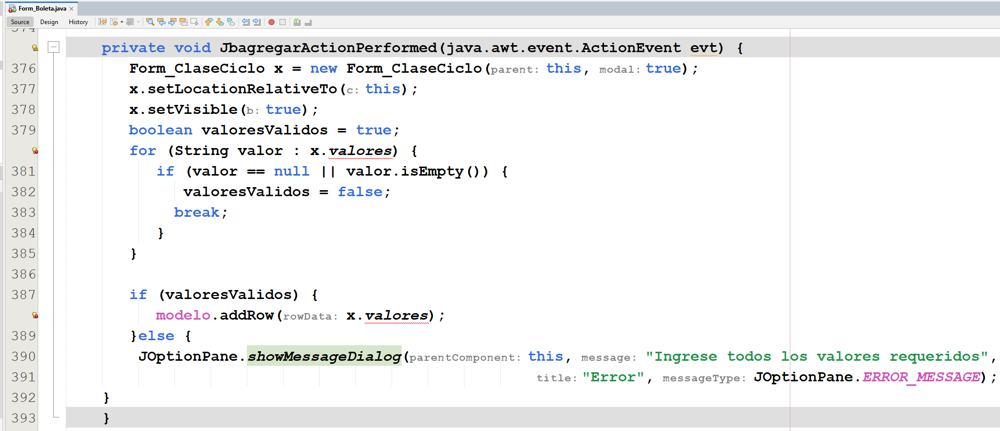 Form_Boleta.java ×
Source Design History
374
private void JbagregarActionPerformed(java.awt.event.ActionEvent evt) {
376 Form_ClaseCiclo x = new Form_ClaseCiclo(parent: this, modal: true);
377 x.setLocationRelativeTo(c: this);
378 x.setVisible(b: true);
379 boolean valoresValidos = true;
for (String valor : x.valores) {
381 if (valor == null || valor.isEmpty()) {
382 valoresValidos = false;
383 break;
384 }
385 }
386
387 if (valoresValidos) {
modelo.addRow(rowData: x.valores);
389 }else {
390 JOptionPane.showMessageDialog(parentComponent: this, message: "Ingrese todos los valores requeridos",
391 title: "Error", messageType: JOptionPane.ERROR_MESSAGE);
392 }
393 }